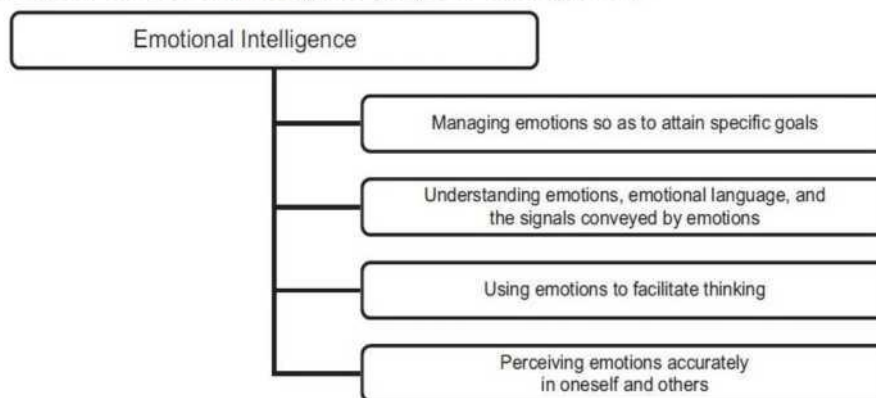 Emotional Intelligence
Managing emotions so as to attain specific goals
Understanding emotions, emotional language, and
the signals conveyed by emotions
Using emotions to facilitate thinking
Perceiving emotions accurately
in oneself and others